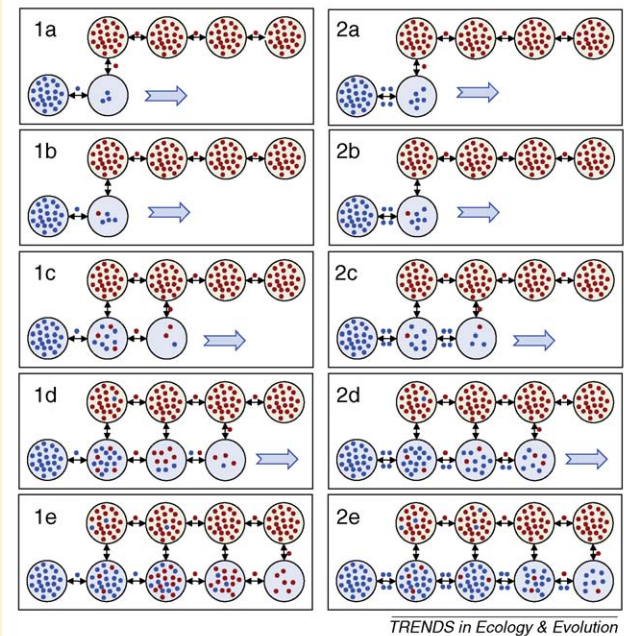 1a
2a
1b
2b
1c
2c
1d
2d
1e
2e
TRENDS in Ecology & Evolution